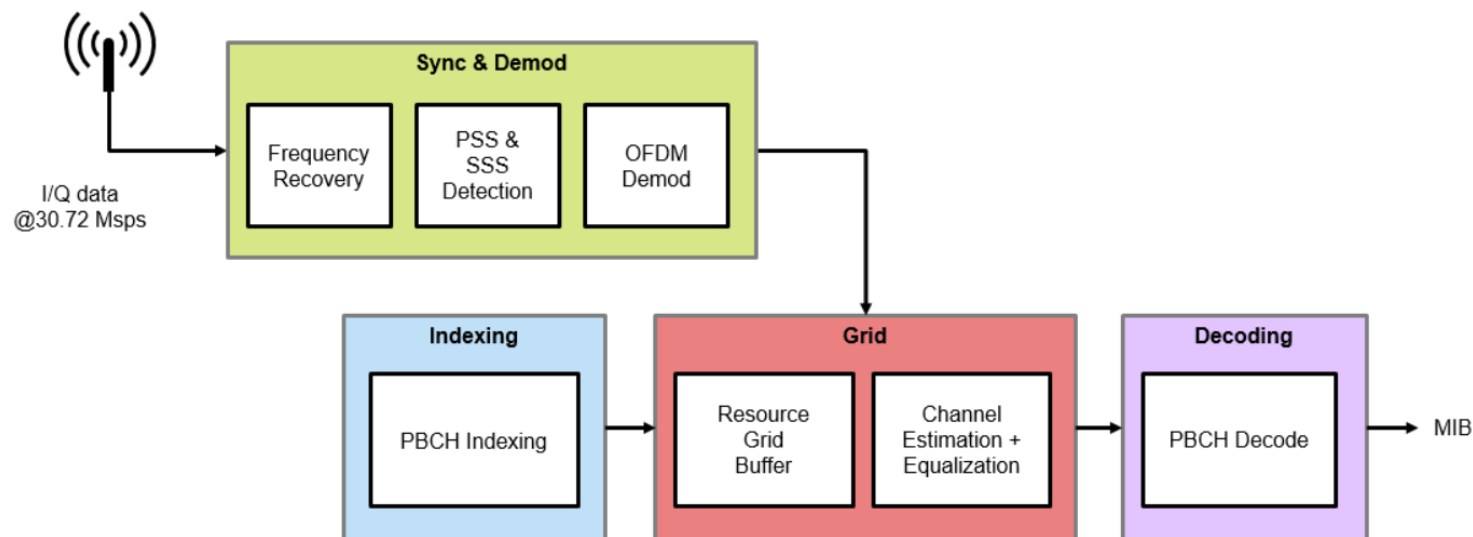 Sync & Demod
Frequency
Recovery
PSS &
SSS
Detection
OFDM
Demod
I/Q data
@30.72 Msps
Indexing
PBCH Indexing
Grid
Resource
Grid
Buffer
Channel
Estimation +
Equalization
Decoding
PBCH Decode
MIB